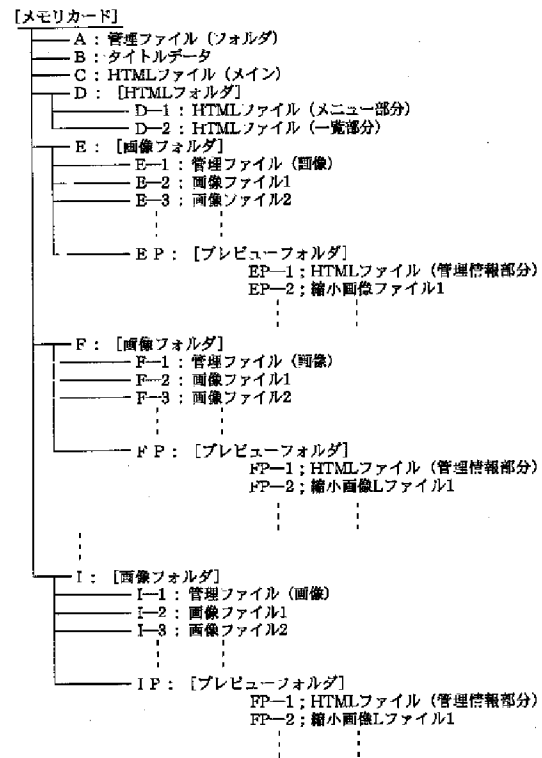 [メモリカード]
A : 管理ファイル (フォルダ)
B : タイトルデータ
C : HTMLファイル (メイン)
D : [HTMLフォルダ]
D—1 : HTMLファイル (メニュー部分)
D—2 : HTMLファイル (一覧部分)
E : [画像フォルダ]
E—1 : 管理ファイル (画像)
E—2 : 画像ファイル1
E—3 : 画像ファイル2
EP : [プレビューフォルダ]
EP—1 ; HTMLファイル (管理情報部分)
EP—2 ; 縮小画像ファイル1
F : [画像フォルダ]
F—1 : 管理ファイル (画像)
F—2 : 画像ファイル1
F—3 : 画像ファイル2
FP : [プレビューフォルダ]
FP—1 ; HTMLファイル (管理情報部分)
FP—2 ; 縮小画像Lファイル1
I : [画像フォルダ]
I—1 : 管理ファイル (画像)
I—2 : 画像ファイル1
I—3 : 画像ファイル2
IP : [プレビューフォルダ]
FP—1 ; HTMLファイル (管理情報部分)
FP—2 ; 縮小画像Lファイル1